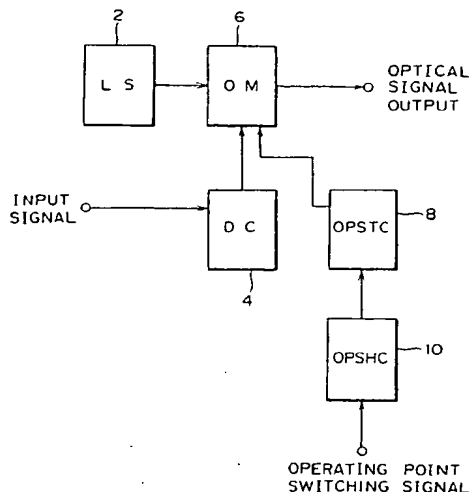 2
6
L S
O M
OPTICAL
SIGNAL
OUTPUT
INPUT
SIGNAL
D C
4
OPSTC
8
OPSHC
10
OPERATING POINT
SWITCHING SIGNAL